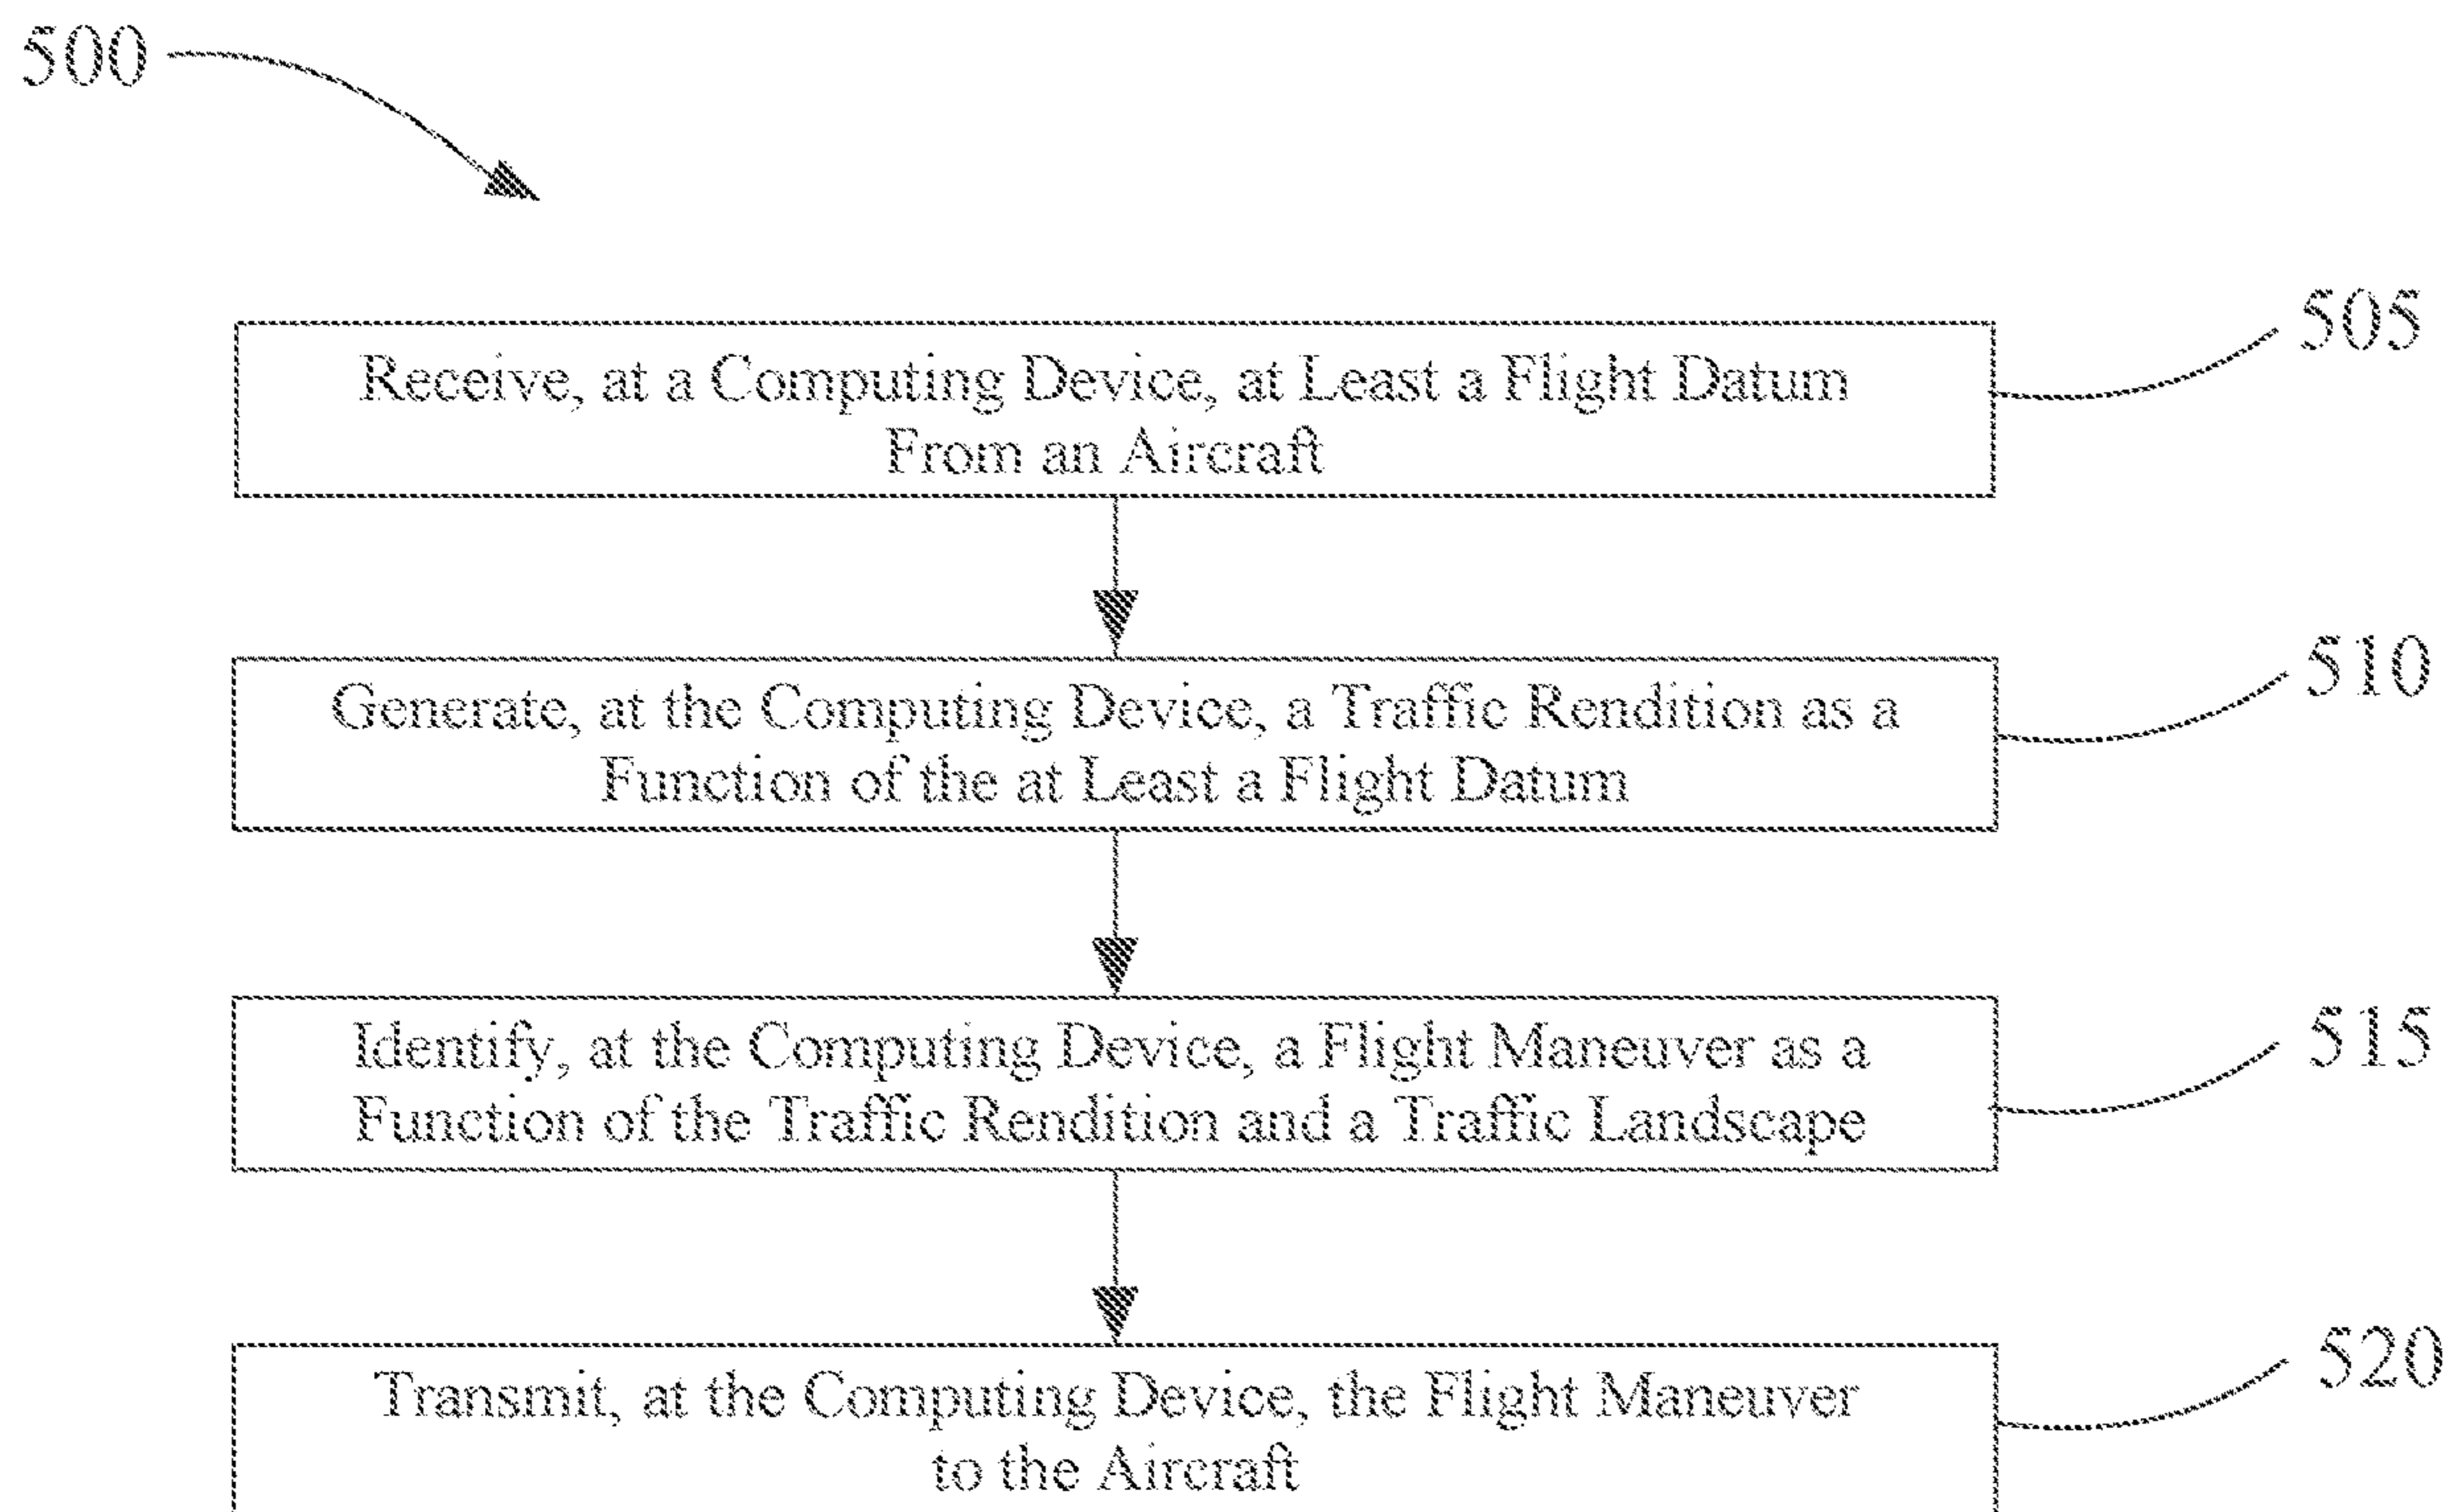 500
505
Receive, at a Computing Device, at Least a Flight Datum
From an Aircraft
510
Generate, at the Computing Device, a Traffic Rendition as a
Function of the at Least a Flight Datum
515
Identify, at the Computing Device, a Flight Maneuver as a
Function of the Traffic Rendition and a Traffic Landscape
520
Transmit, at the Computing Device, the Flight Maneuver
to the Aircraft